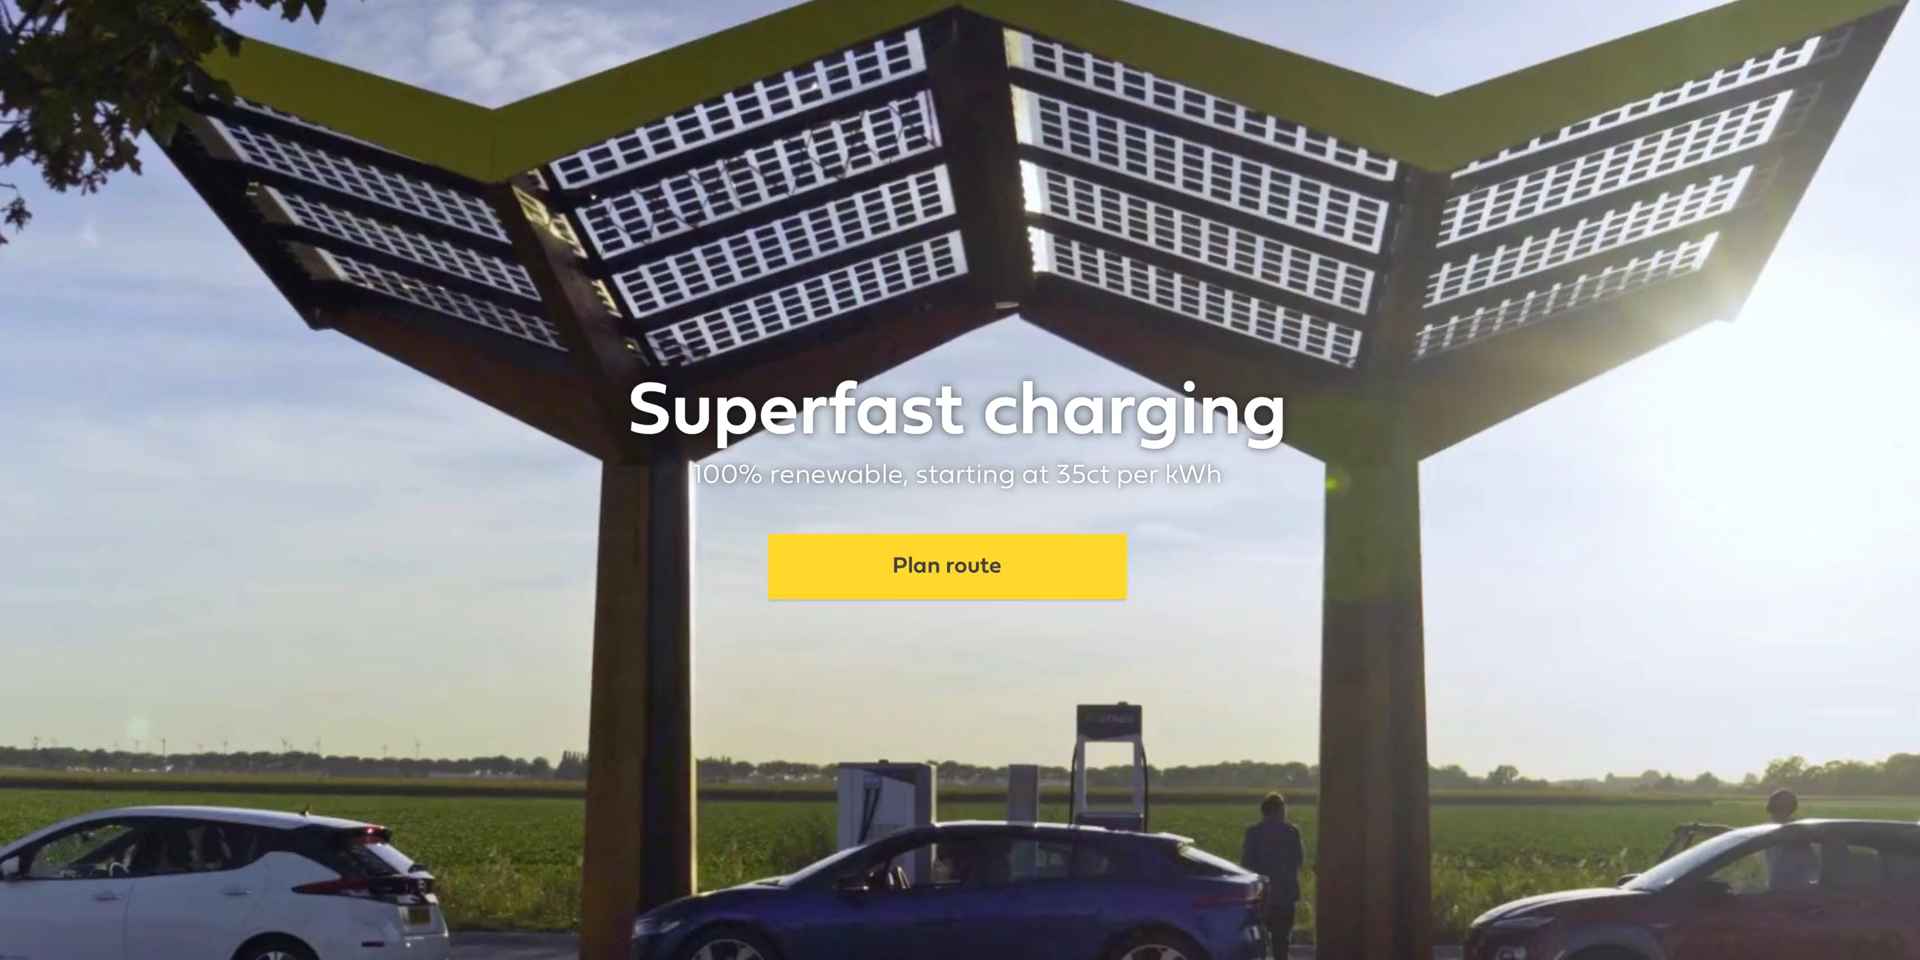 Superfast charging
100% renewable, starting at 35ct per kWh
Plan route